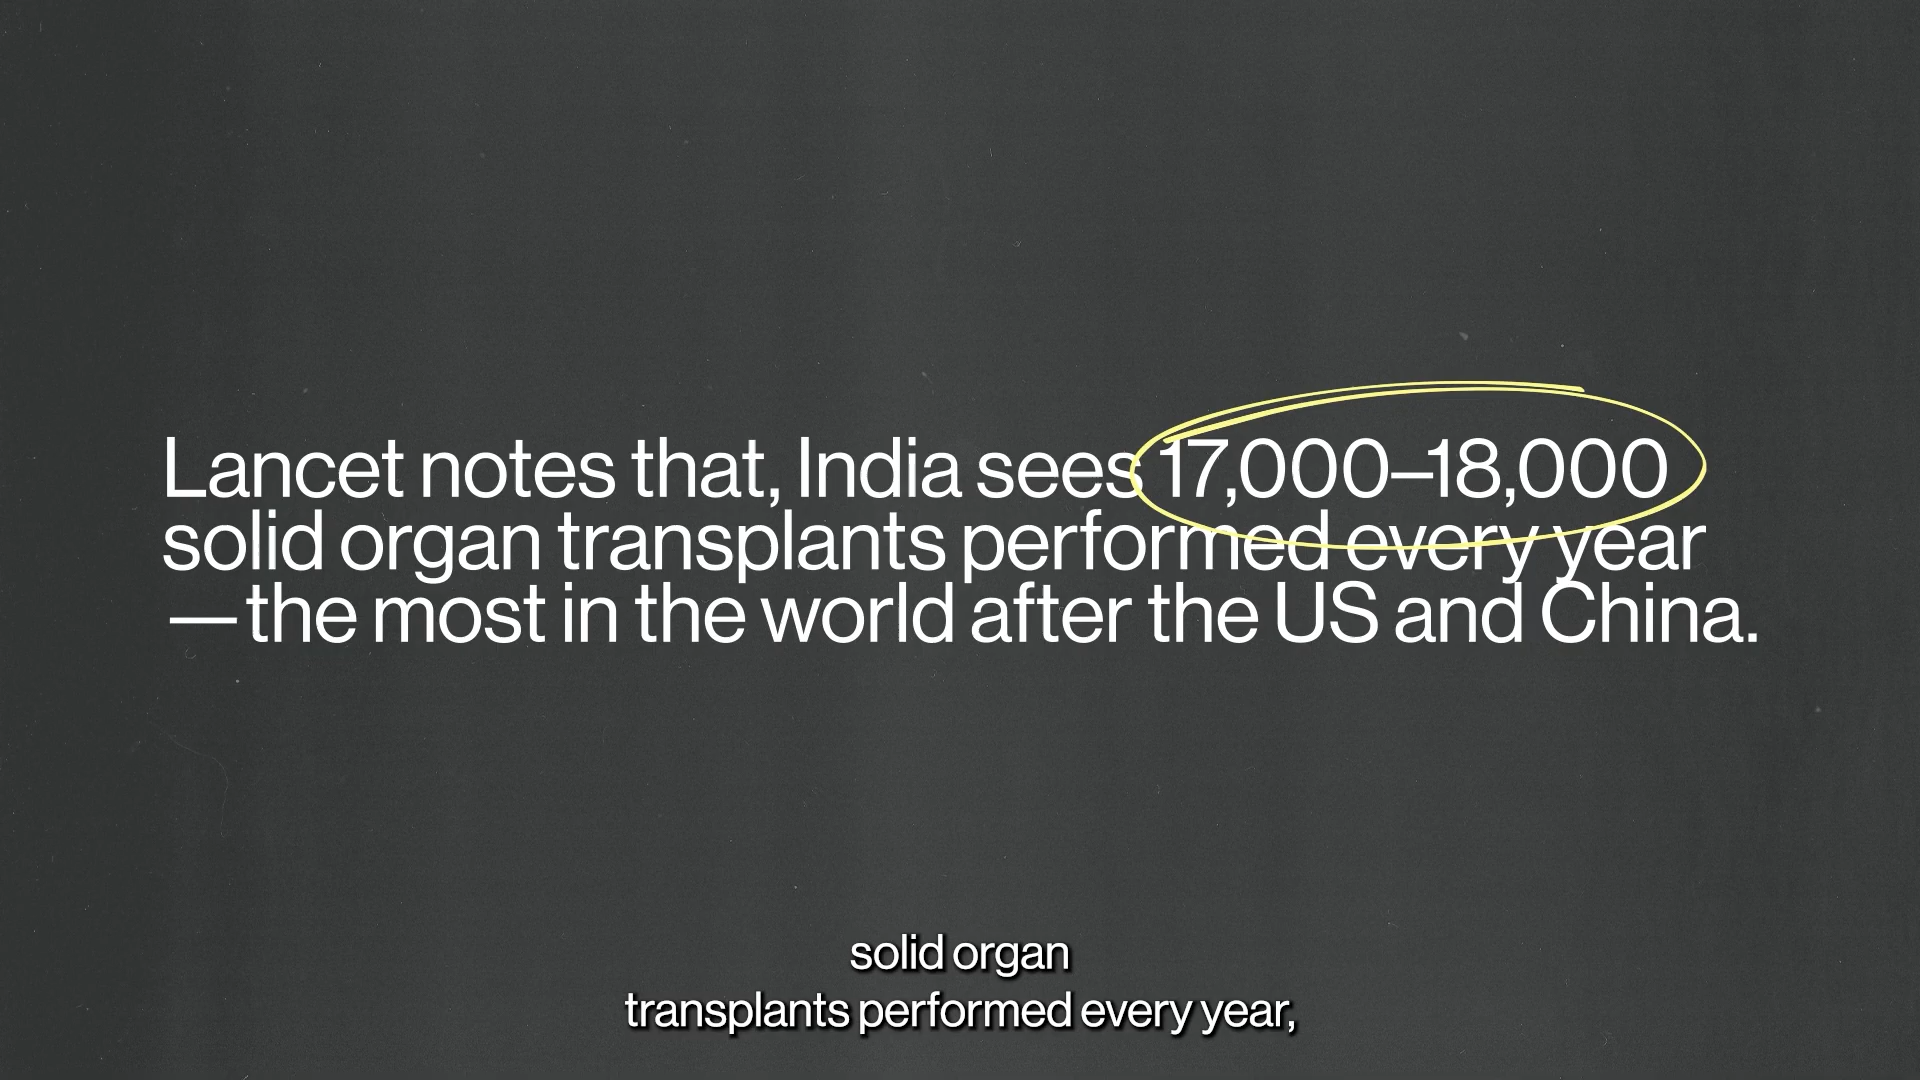 Lancet notes that, India sees 17,000–18,000
solid organ transplants performed every year
—the most in the world after the US and China.
solid organ
transplants performed every year,